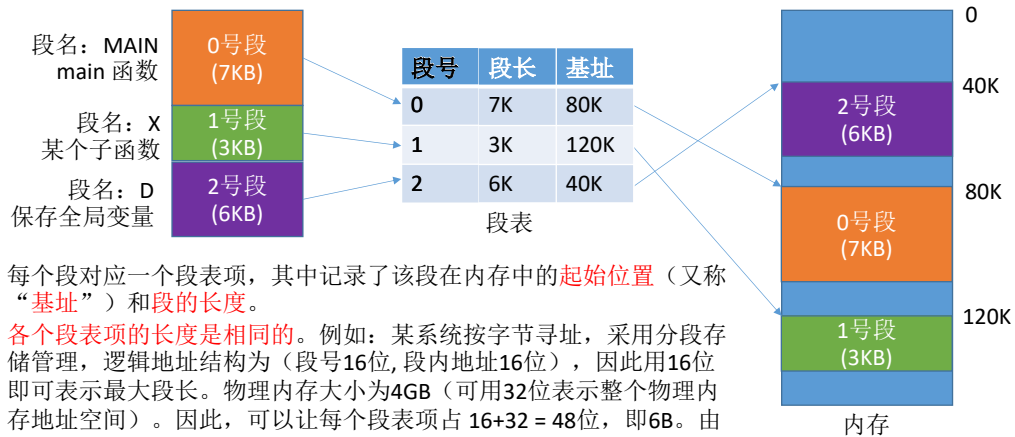 段名：MAIN
main 函数
0号段
(7KB)
段名：X
某个子函数
1号段
(3KB)
段名：D
保存全局变量
2号段
(6KB)
段号 段长 基址
0 7K 80K
1 3K 120K
2 6K 40K
段表
0
40K
2号段
(6KB)
80K
0号段
(7KB)
120K
1号段
(3KB)
内存
每个段对应一个段表项，其中记录了该段在内存中的起始位置（又称
“基址”）和段的长度。
各个段表项的长度是相同的。例如：某系统按字节寻址，采用分段存
储管理，逻辑地址结构为（段号16位, 段内地址16位），因此用16位
即可表示最大段长。物理内存大小为4GB（可用32位表示整个物理内
存地址空间）。因此，可以让每个段表项占 16+32 = 48位，即6B。由